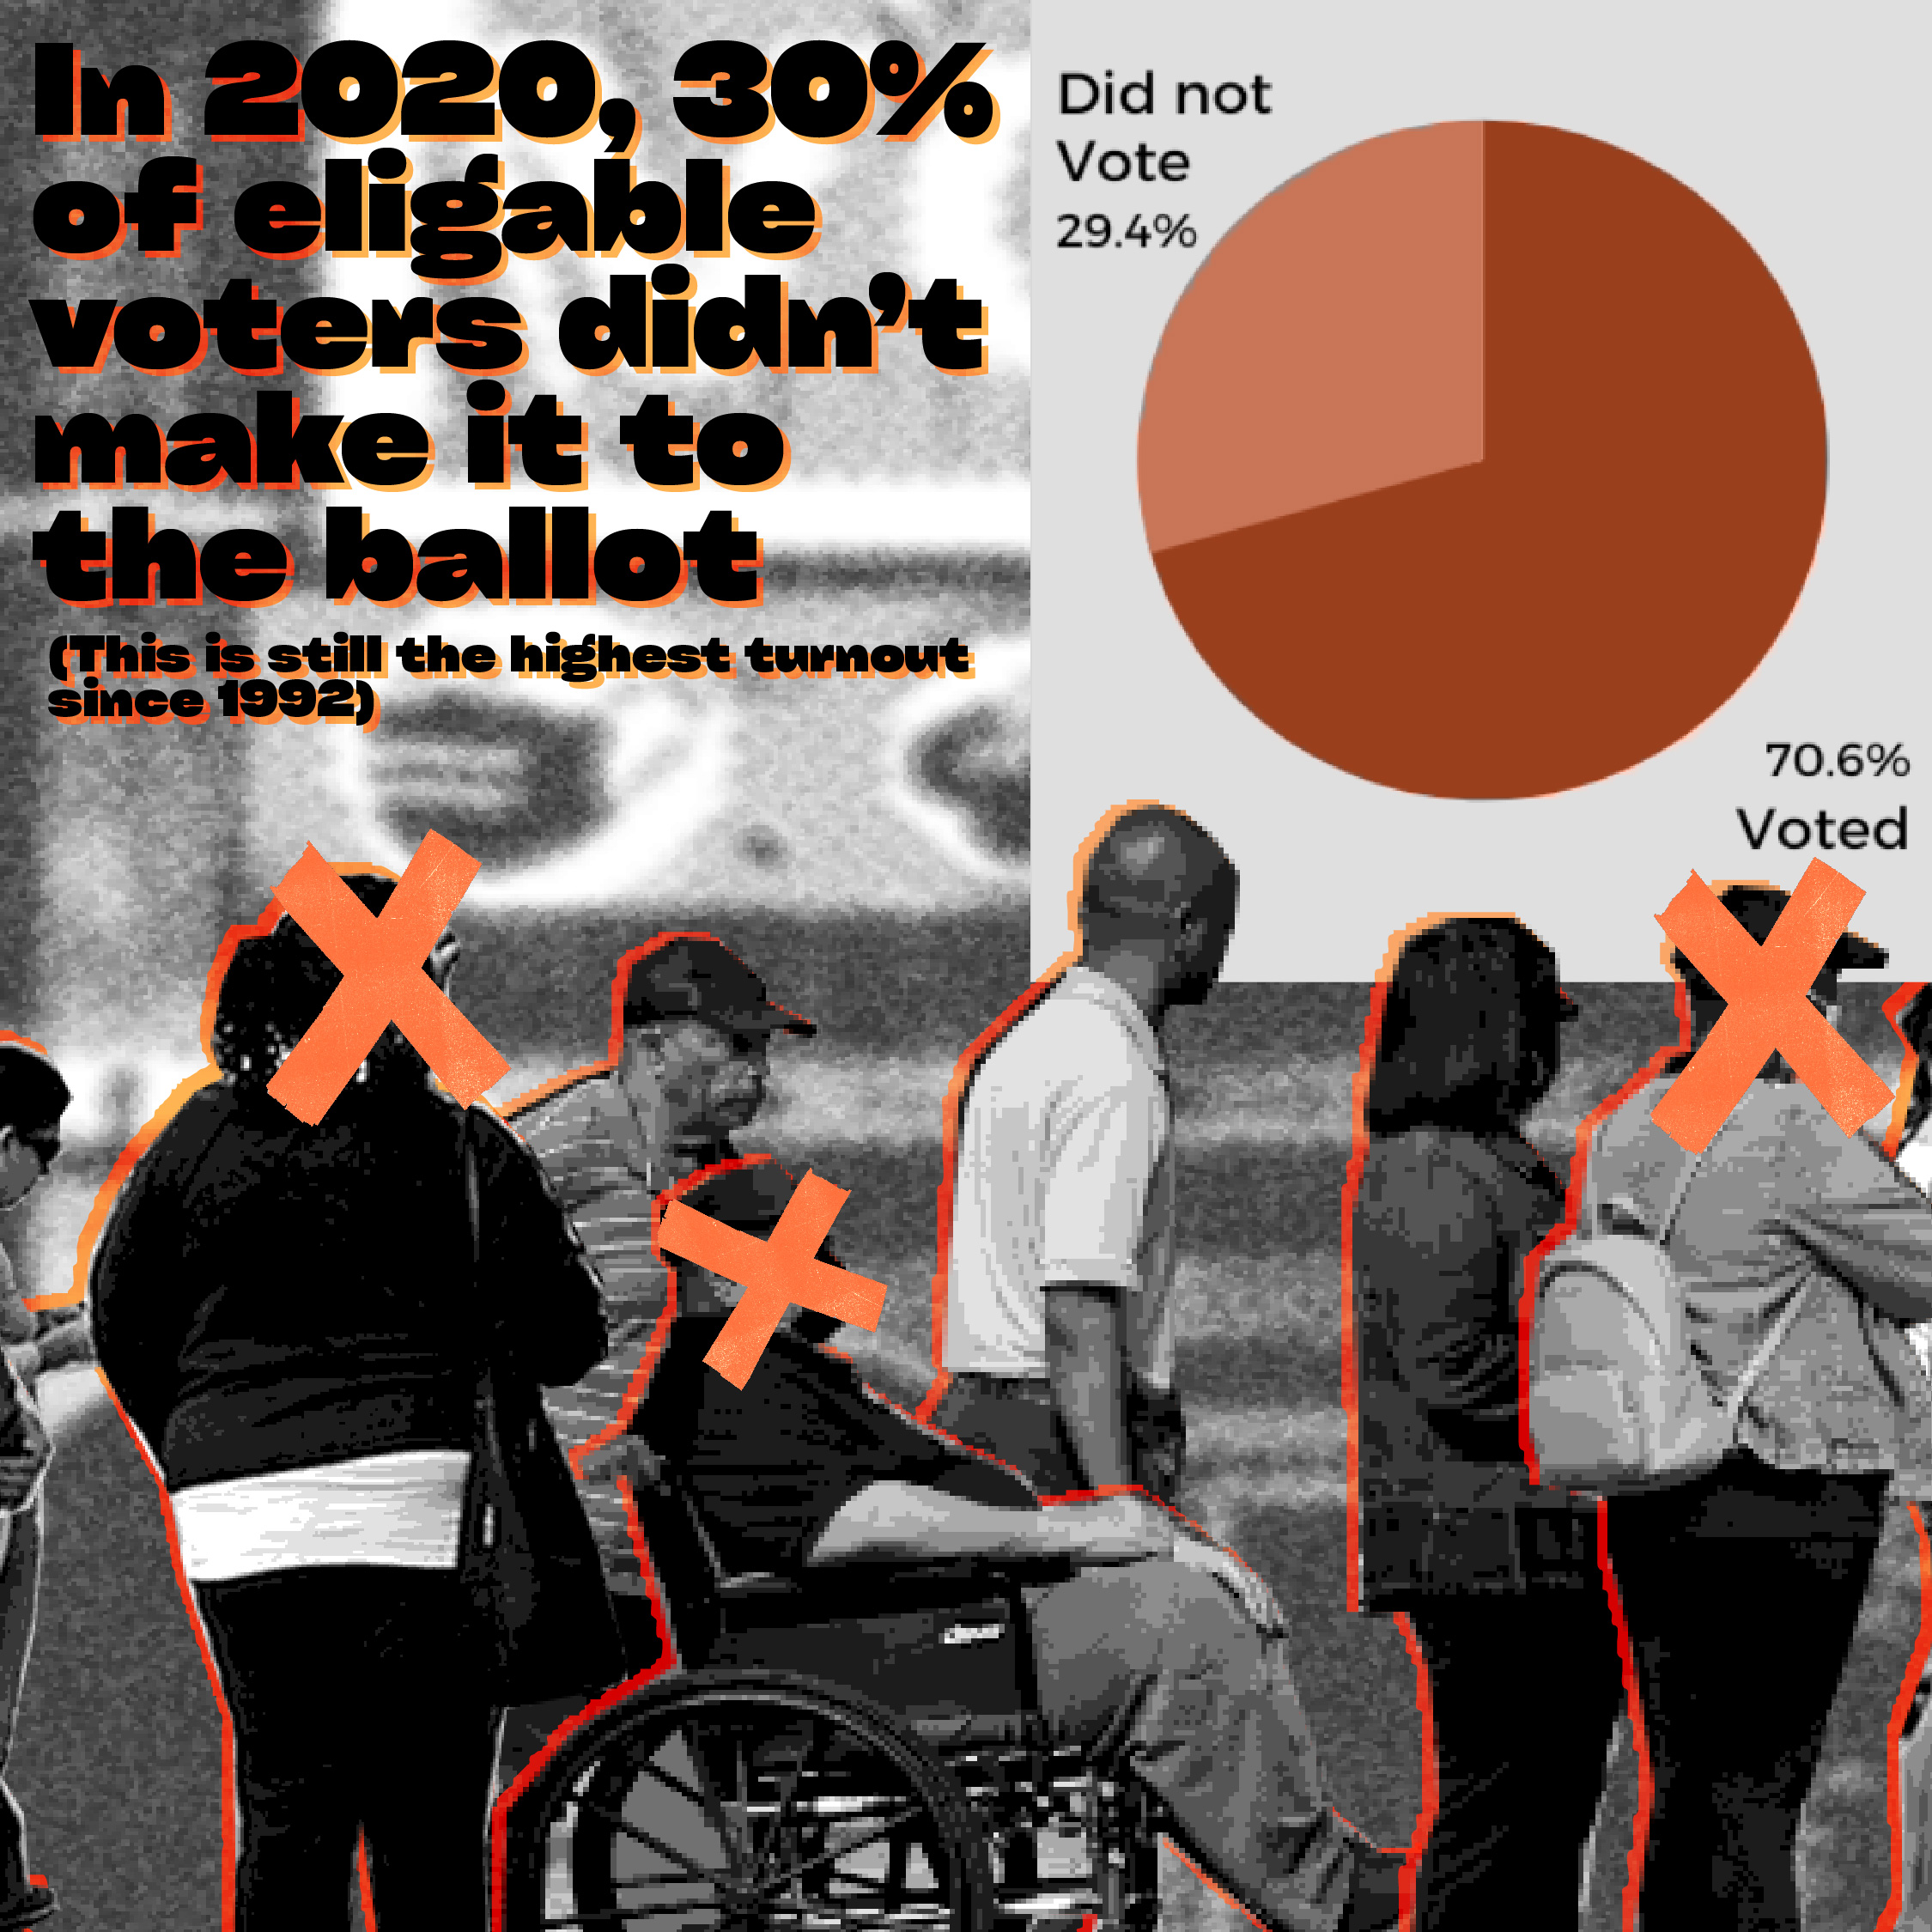 In 2020, 30%
of eligable
voters didn't
make it to
the ballot
(This is still the highest turnout
since 1992)
Did not
Vote
29.4%
70.6%
Voted